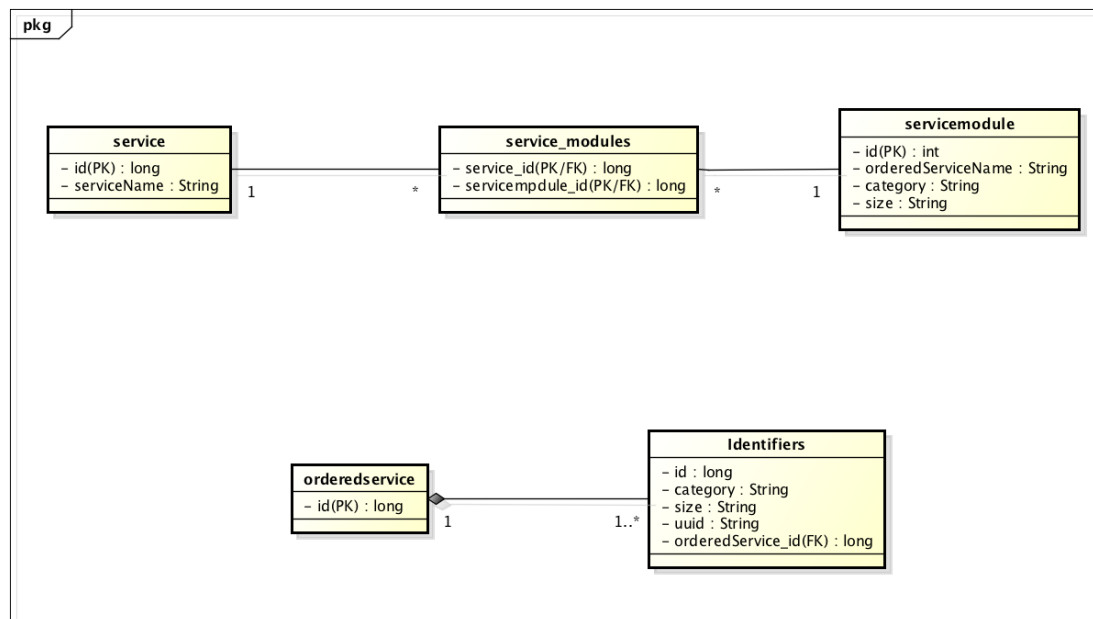 pkg
service
- id(PK) : long
- serviceName : String
1
*
service_modules
- service_id(PK/FK) : long
- servicempdule_id(PK/FK) : long
*
1
servicemodule
- id(PK) : int
- orderedServiceName : String
- category : String
- size : String
orderedservice
- id(PK) : long
1
1..*
Identifiers
- id : long
- category : String
- size : String
- uuid : String
- orderedService_id(FK) : long